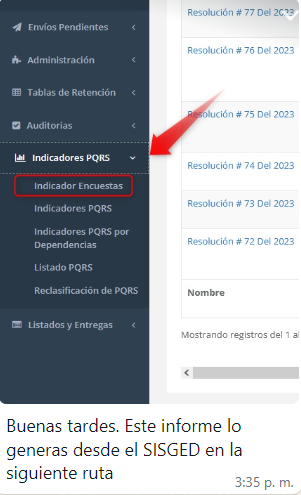 Envíos Pendientes
Administración
Tablas de Retención
Auditorias
Indicadores PQRS
Indicador Encuestas
Indicadores PQRS
Indicadores PQRS por
Dependencias
Listado PQRS
Reclasificación de PQRS
Listados y Entregas
Resolución # 77 Del 2023
Resolución # 76 Del 2023
Resolución # 75 Del 2023
Resolución # 74 Del 2023
Resolución # 73 Del 2023
Resolución # 72 Del 2023
Nombre
Mostrando registros del 1 al
Buenas tardes. Este informe lo
generas desde el SISGED en la
siguiente ruta
3:35 p. m.